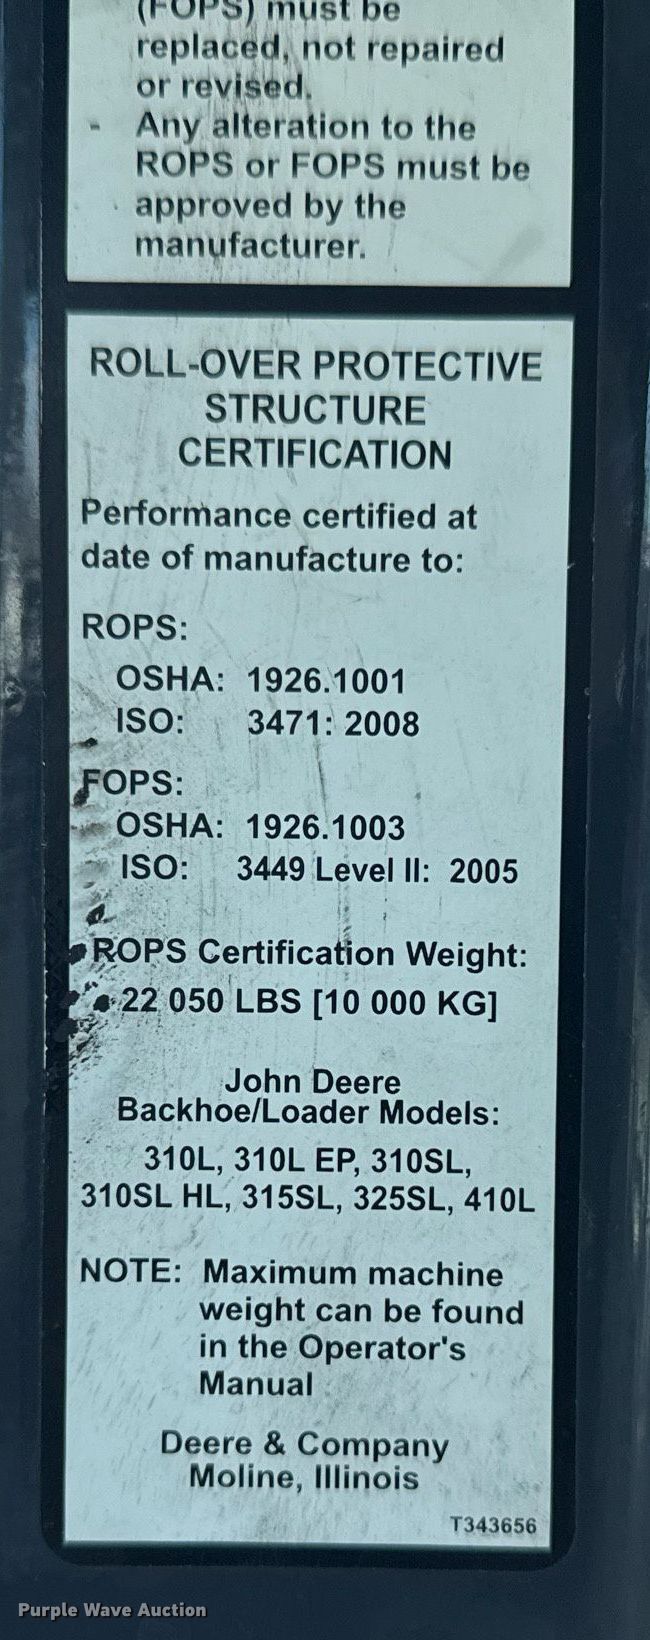 (FOPS) must be
replaced, not repaired
or revised.
- Any alteration to the
ROPS or FOPS must be
approved by the
manufacturer.
ROLL-OVER PROTECTIVE
STRUCTURE
CERTIFICATION
Performance certified at
date of manufacture to:
ROPS:
OSHA: 1926.1001
ISO: 3471: 2008
FOPS:
OSHA: 1926.1003
ISO: 3449 Level II: 2005
ROPS Certification Weight:
22 050 LBS [10 000 KG]
John Deere
Backhoe/Loader Models:
310L, 310L EP, 310SL,
310SL HL, 315SL, 325SL, 410L
NOTE: Maximum machine
weight can be found
in the Operator's
Manual
Deere & Company
Moline, Illinois
T343656
Purple Wave Auction